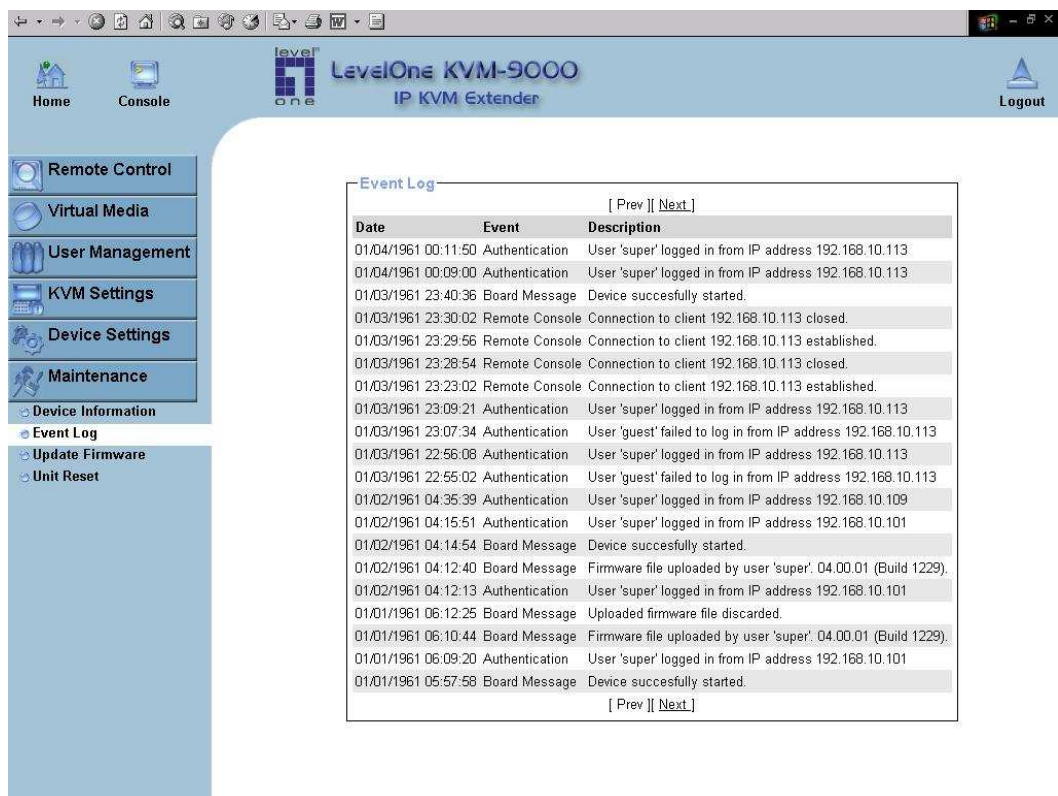 level
one
LevelOne KVM-9000
IP KVM Extender
Home
Console
Logout
Remote Control
Virtual Media
User Management
KVM Settings
Device Settings
Maintenance
Device Information
Event Log
Update Firmware
Unit Reset
Event Log
[ Prev ][ Next ]
Date Event Description
01/04/1961 00:11:50 Authentication User 'super' logged in from IP address 192.168.10.113
01/04/1961 00:09:00 Authentication User 'super' logged in from IP address 192.168.10.113
01/03/1961 23:40:36 Board Message Device succesfully started.
01/03/1961 23:30:02 Remote Console Connection to client 192.168.10.113 closed.
01/03/1961 23:29:56 Remote Console Connection to client 192.168.10.113 established.
01/03/1961 23:28:54 Remote Console Connection to client 192.168.10.113 closed.
01/03/1961 23:23:02 Remote Console Connection to client 192.168.10.113 established.
01/03/1961 23:09:21 Authentication User 'super' logged in from IP address 192.168.10.113
01/03/1961 23:07:34 Authentication User 'guest' failed to log in from IP address 192.168.10.113
01/03/1961 22:56:08 Authentication User 'super' logged in from IP address 192.168.10.113
01/03/1961 22:55:02 Authentication User 'guest' failed to log in from IP address 192.168.10.113
01/02/1961 04:35:39 Authentication User 'super' logged in from IP address 192.168.10.109
01/02/1961 04:15:51 Authentication User 'super' logged in from IP address 192.168.10.101
01/02/1961 04:14:54 Board Message Device succesfully started.
01/02/1961 04:12:40 Board Message Firmware file uploaded by user 'super'. 04.00.01 (Build 1229).
01/02/1961 04:12:13 Authentication User 'super' logged in from IP address 192.168.10.101
01/01/1961 06:12:25 Board Message Uploaded firmware file discarded.
01/01/1961 06:10:44 Board Message Firmware file uploaded by user 'super'. 04.00.01 (Build 1229).
01/01/1961 06:09:20 Authentication User 'super' logged in from IP address 192.168.10.101
01/01/1961 05:57:58 Board Message Device succesfully started.
[ Prev ][ Next ]